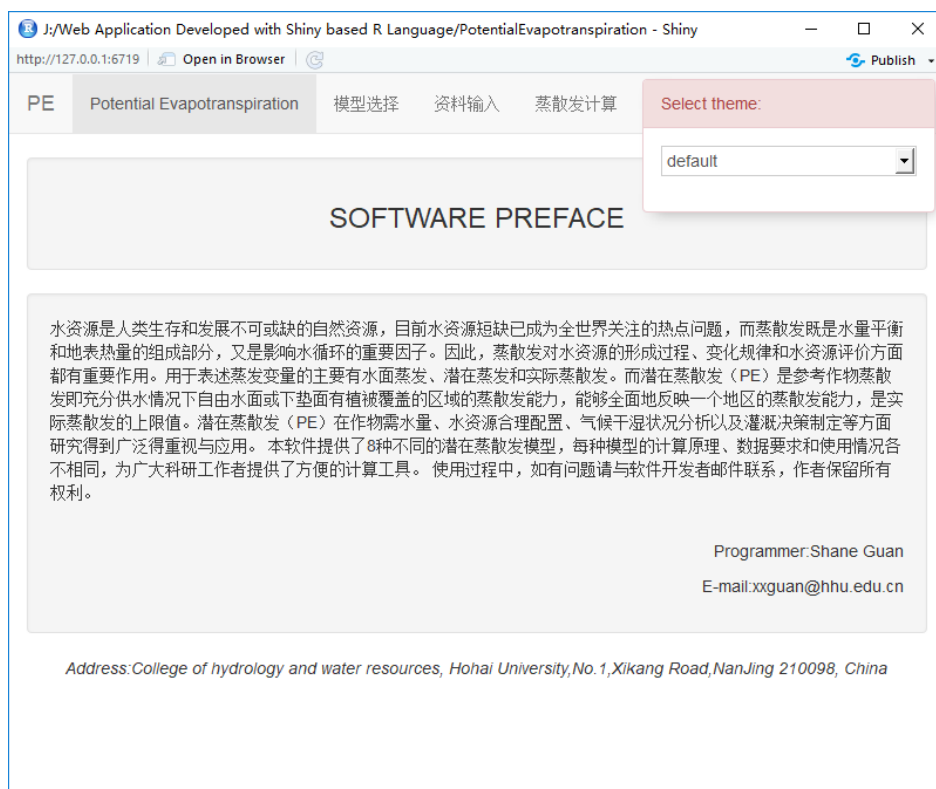 J:/Web Application Developed with Shiny based R Language/PotentialEvapotranspiration - Shiny
http://127.0.0.1:6719 Open in Browser Publish
PE Potential Evapotranspiration 模型选择 资料输入 蒸散发计算
Select theme:
default
SOFTWARE PREFACE
水资源是人类生存和发展不可或缺的自然资源，目前水资源短缺已成为全世界关注的热点问题，而蒸散发既是水量平衡
和地表热量的组成部分，又是影响水循环的重要因子。因此，蒸散发对水资源的形成过程、变化规律和水资源评价方面
都有重要作用。用于表述蒸发变量的主要有水面蒸发、潜在蒸发和实际蒸散发。而潜在蒸散发（PE）是参考作物蒸散
发即充分供水情况下自由水面或下垫面有植被覆盖的区域的蒸散发能力，能够全面地反映一个地区的蒸散发能力，是实
际蒸散发的上限值。潜在蒸散发（PE）在作物需水量、水资源合理配置、气候干湿状况分析以及灌溉决策制定等方面
研究得到广泛得重视与应用。 本软件提供了8种不同的潜在蒸散发模型，每种模型的计算原理、数据要求和使用情况各
不相同，为广大科研工作者提供了方便的计算工具。 使用过程中，如有问题请与软件开发者邮件联系，作者保留所有
权利。
Programmer:Shane Guan
E-mail:xxguan@hhu.edu.cn
Address:College of hydrology and water resources, Hohai University,No.1,Xikang Road,NanJing 210098, China